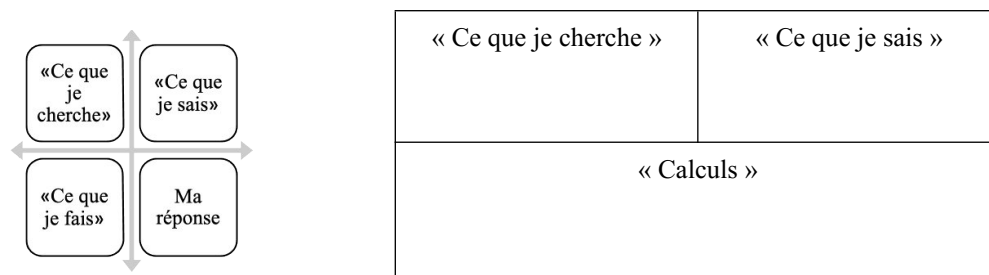 «Ce que
je
cherche»
«Ce que
je sais»
«Ce que
je fais»
Ma
réponse
« Ce que je cherche »
« Ce que je sais »
« Calculs »